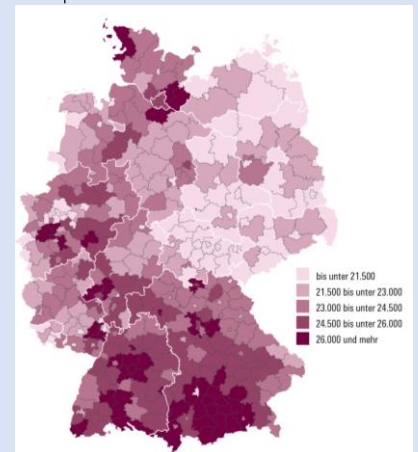 bis unter 21.500
21.500 bis unter 23.000
23.000 bis unter 24.500
24.500 bis unter 26.000
26.000 und mehr